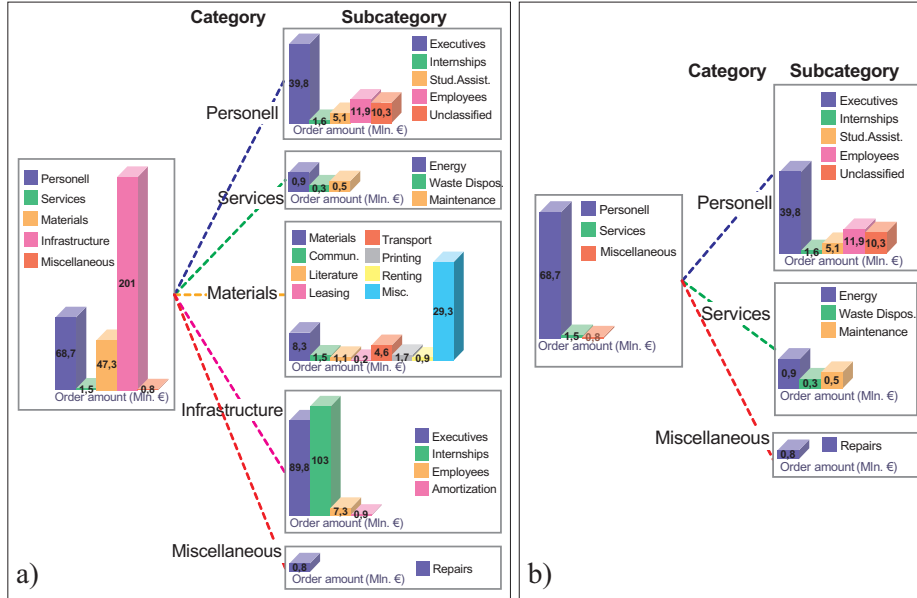 Category Subcategory
Executives
Internships
Stud.Assist.
Employees
Unclassified
39,8
1,6
5,1
11,9
10,3
Order amount (Mln. €)
Personell
Energy
Waste Dispos.
Maintenance
0,9
0,3
0,5
Order amount (Mln. €)
Services
Personell
Services
Materials
Infrastructure
Miscellaneous
68,7
1,5
47,3
201
0,8
Order amount (Mln. €)
Materials
Commun.
Literature
Leasing
Transport
Printing
Renting
Misc.
8,3
1,5
1,1
0,2
4,6
1,7
0,9
29,3
Order amount (Mln. €)
Materials
Infrastructure
Executives
Internships
Employees
Amortization
89,8
103
7,3
0,9
Order amount (Mln. €)
Miscellaneous
0,8
Repairs
Order amount (Mln. €)
a)
Category Subcategory
Executives
Internships
Stud.Assist.
Employees
Unclassified
39,8
1,6
5,1
11,9
10,3
Order amount (Mln. €)
Personell
Personell
Services
Miscellaneous
68,7
1,5
0,8
Order amount (Mln. €)
Services
Energy
Waste Dispos.
Maintenance
0,9
0,3
0,5
Order amount (Mln. €)
Miscellaneous
0,8
Repairs
Order amount (Mln. €)
b)